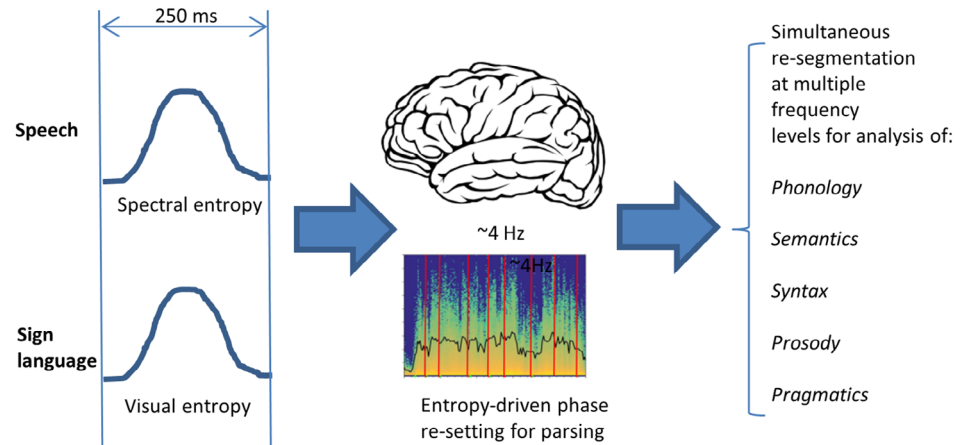 250 ms
Speech
Spectral entropy
Sign
language
Visual entropy
~4 Hz
~4Hz
Entropy-driven phase
re-setting for parsing
Simultaneous
re-segmentation
at multiple
frequency
levels for analysis of:
Phonology
Semantics
Syntax
Prosody
Pragmatics